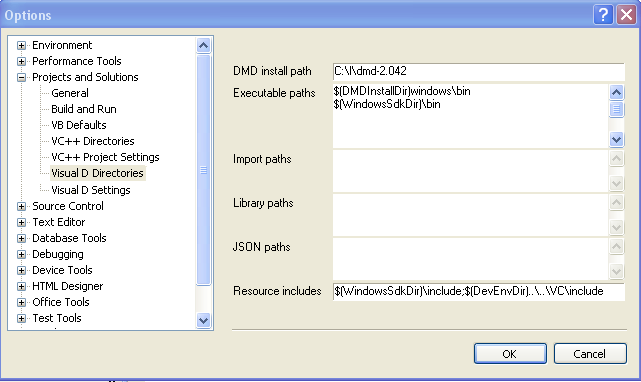 Options
Environment
Performance Tools
Projects and Solutions
General
Build and Run
VB Defaults
VC++ Directories
VC++ Project Settings
Visual D Directories
Visual D Settings
Source Control
Text Editor
Database Tools
Debugging
Device Tools
HTML Designer
Office Tools
Test Tools
DMD install path
C:\l\dmd-2.042
Executable paths
$(DMDInstallDir)windows\bin
$(WindowsSdkDir)\bin
Import paths
Library paths
JSON paths
Resource includes
$(WindowsSdkDir)\include;$(DevEnvDir)..\..\VC\include
OK
Cancel